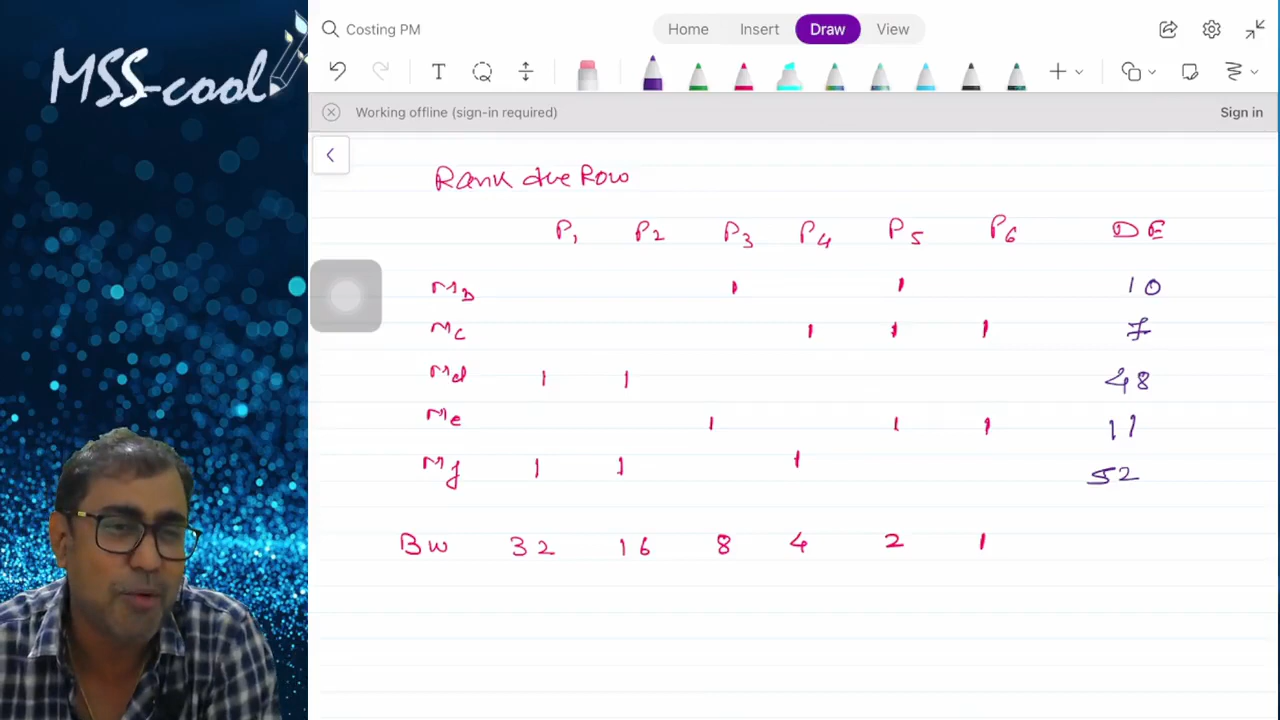 MSS-cool
Costing PM
Home Insert Draw View
Working offline (sign-in required) Sign in
Rank the Row
P1 P2 P3 P4 P5 P6 DE
MB 1 1 10
MC 1 1 1 7
Md 1 1 48
Me 1 1 1 11
Mf 1 1 1 52
BW 32 16 8 4 2 1